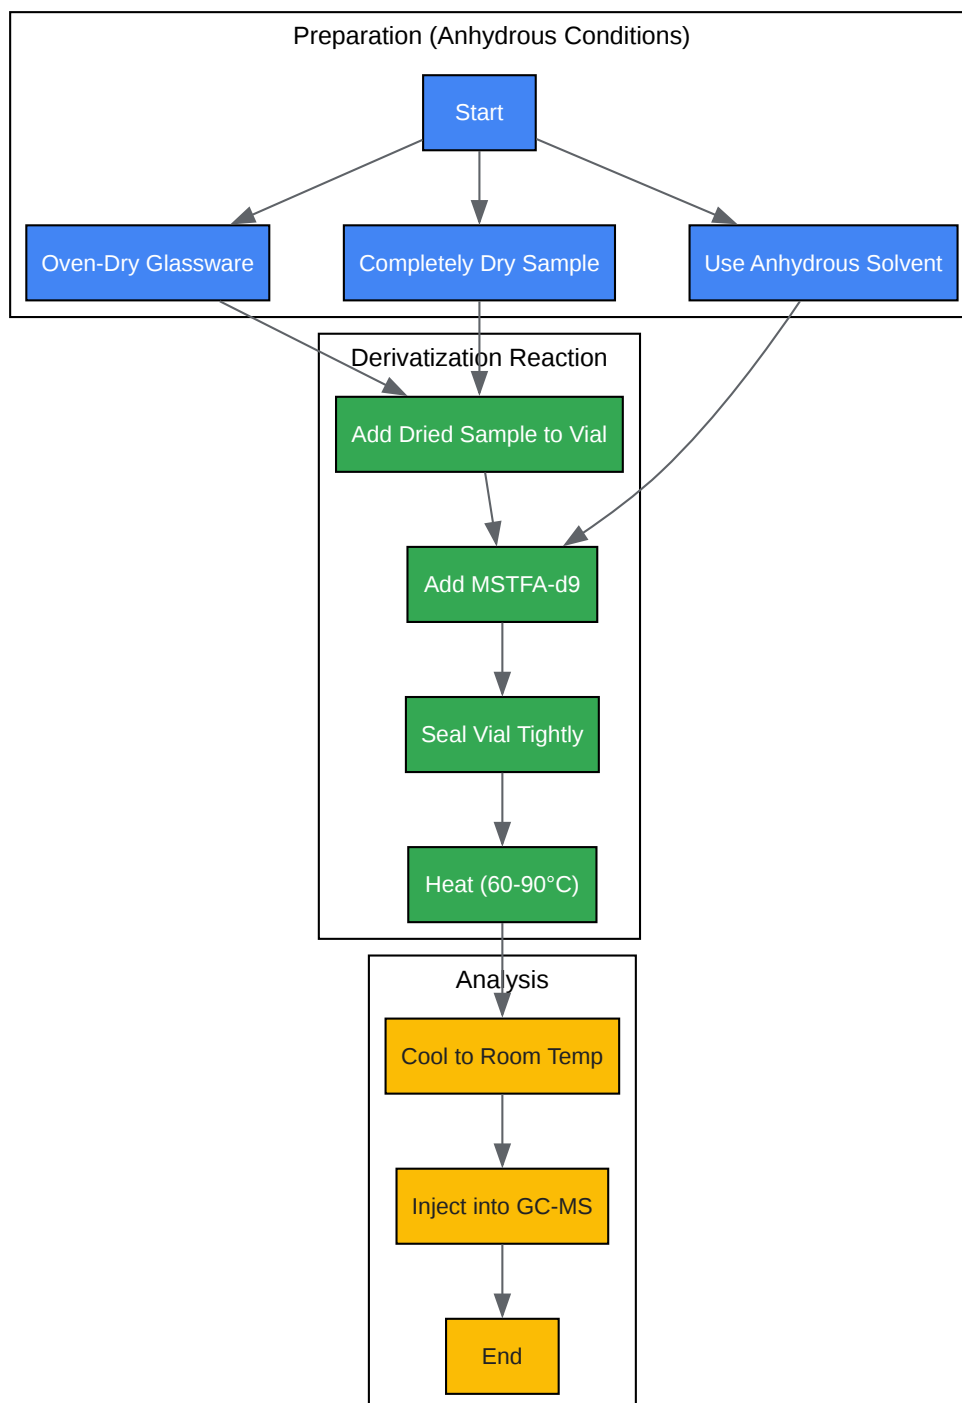 Preparation (Anhydrous Conditions)
Start
Oven-Dry Glassware
Completely Dry Sample
Use Anhydrous Solvent
Derivatization Reaction
Add Dried Sample to Vial
Add MSTFA-d9
Seal Vial Tightly
Heat (60-90°C)
Analysis
Cool to Room Temp
Inject into GC-MS
End